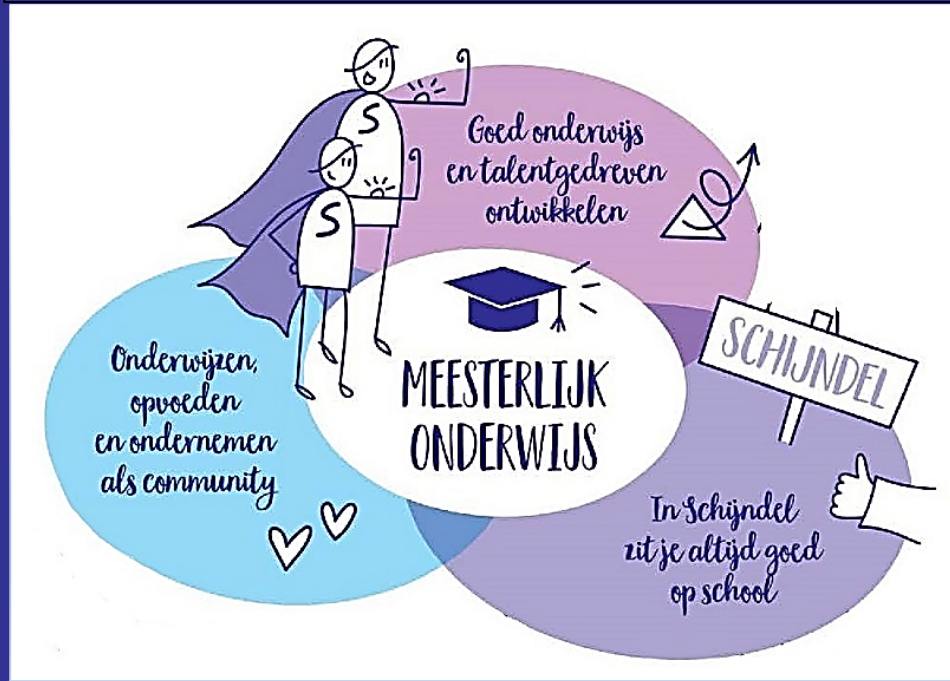 S
S
Goed onderwijs
en talentgedreven
ontwikkelen
Onderwijzen,
opvoeden
en ondernemen
als community
MEESTERLIJK
ONDERWIJS
SCHIJNDEL
In Schijndel
zit je altijd goed
op school